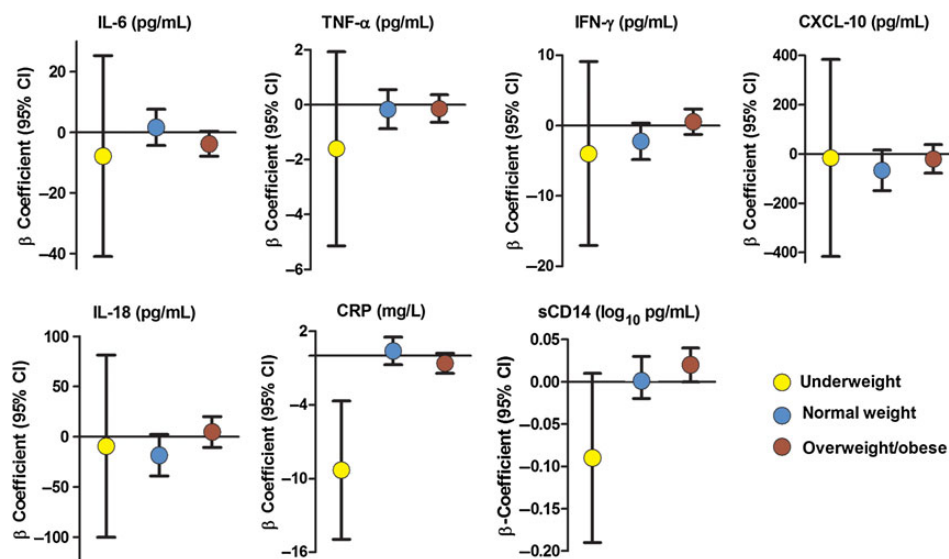 IL-6 (pg/mL)
β Coefficient (95% CI)
20
0
–20
–40
TNF-α (pg/mL)
β Coefficient (95% CI)
2
0
–2
–4
–6
IFN-γ (pg/mL)
β Coefficient (95% CI)
10
0
–10
–20
CXCL-10 (pg/mL)
β Coefficient (95% CI)
400
200
0
–200
–400
IL-18 (pg/mL)
β Coefficient (95% CI)
100
50
0
–50
–100
CRP (mg/L)
β Coefficient (95% CI)
2
–4
–10
–16
sCD14 (log10 pg/mL)
β-Coefficient (95% CI)
0.05
0.00
–0.05
–0.10
–0.15
–0.20
Underweight
Normal weight
Overweight/obese